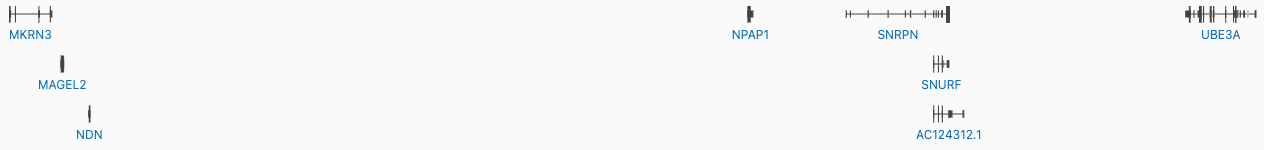 MKRN3 NPAP1 SNRPN UBE3A
MAGEL2 SNURF
NDN AC124312.1